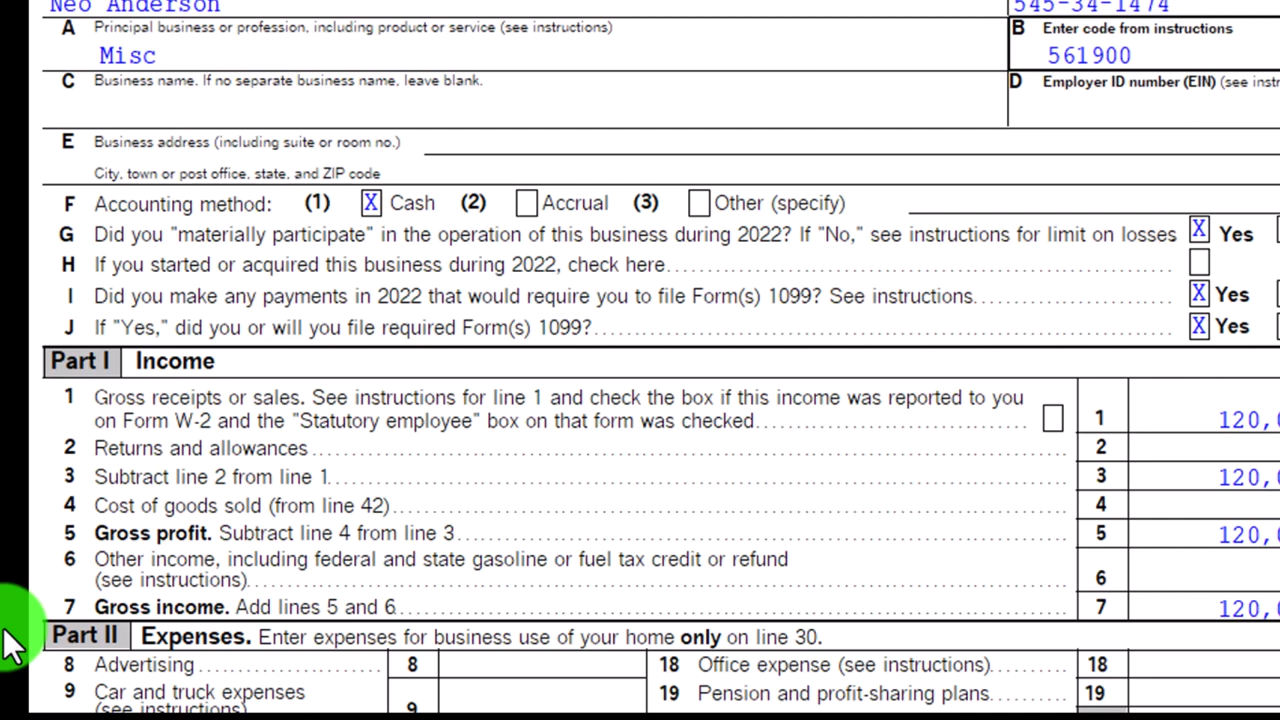 Neo Anderson 545-34-1474
A Principal business or profession, including product or service (see instructions) B Enter code from instructions
Misc 561900
C Business name. If no separate business name, leave blank. D Employer ID number (EIN) (see
E Business address (including suite or room no.)
City, town or post office, state, and ZIP code
F Accounting method: (1) X Cash (2) Accrual (3) Other (specify)
G Did you "materially participate" in the operation of this business during 2022? If "No," see instructions for limit on losses X Yes
H If you started or acquired this business during 2022, check here
I Did you make any payments in 2022 that would require you to file Form(s) 1099? See instructions. X Yes
J If "Yes," did you or will you file required Form(s) 1099? X Yes
Part I Income
1 Gross receipts or sales. See instructions for line 1 and check the box if this income was reported to you
on Form W-2 and the "Statutory employee" box on that form was checked 1 120,
2 Returns and allowances 2
3 Subtract line 2 from line 1 3 120,
4 Cost of goods sold (from line 42) 4
5 Gross profit. Subtract line 4 from line 3 5 120,
6 Other income, including federal and state gasoline or fuel tax credit or refund
(see instructions) 6
7 Gross income. Add lines 5 and 6 7 120,
Part II Expenses. Enter expenses for business use of your home only on line 30.
8 Advertising 8 18 Office expense (see instructions) 18
9 Car and truck expenses 19 Pension and profit-sharing plans 19
(see instructions) 9